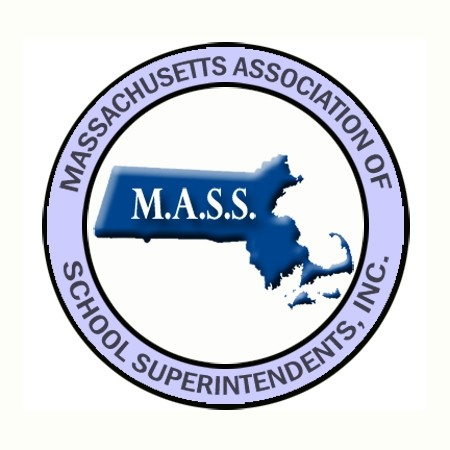 MASSACHUSETTS ASSOCIATION OF
M.A.S.S.
SCHOOL SUPERINTENDENTS, INC.